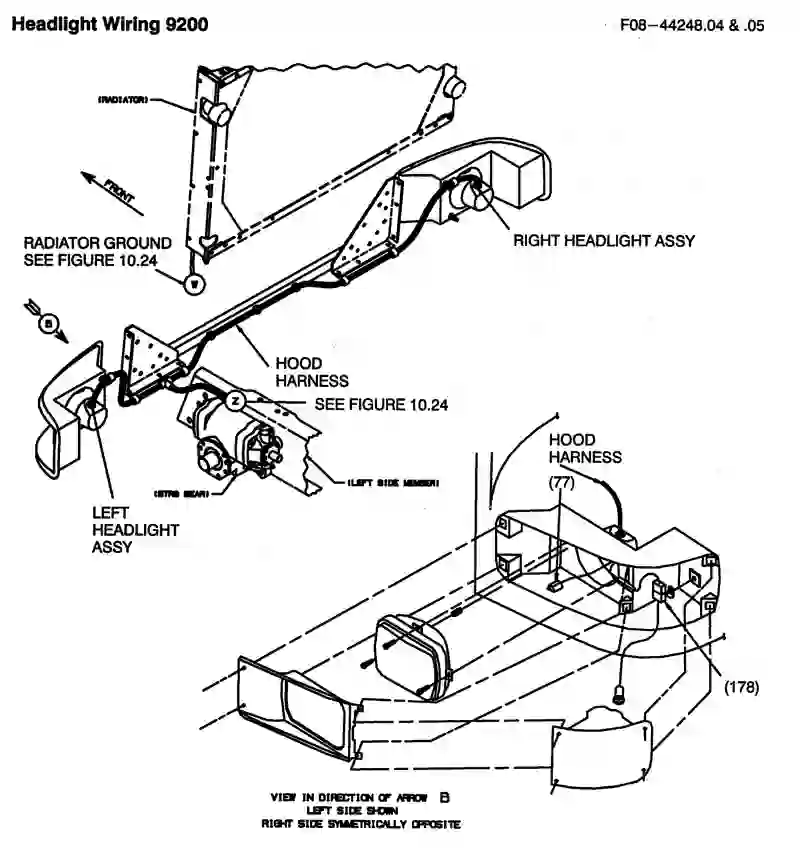 Headlight Wiring 9200
F08-44248.04 & .05
(RADIATOR)
FRONT
RADIATOR GROUND
SEE FIGURE 10.24
W
RIGHT HEADLIGHT ASSY
B
HOOD
HARNESS
Z
SEE FIGURE 10.24
(LEFT SIDE MEMBER)
(STRG GEAR)
LEFT
HEADLIGHT
ASSY
HOOD
HARNESS
(77)
(178)
VIEW IN DIRECTION OF ARROW B
LEFT SIDE SHOWN
RIGHT SIDE SYMMETRICALLY OPPOSITE